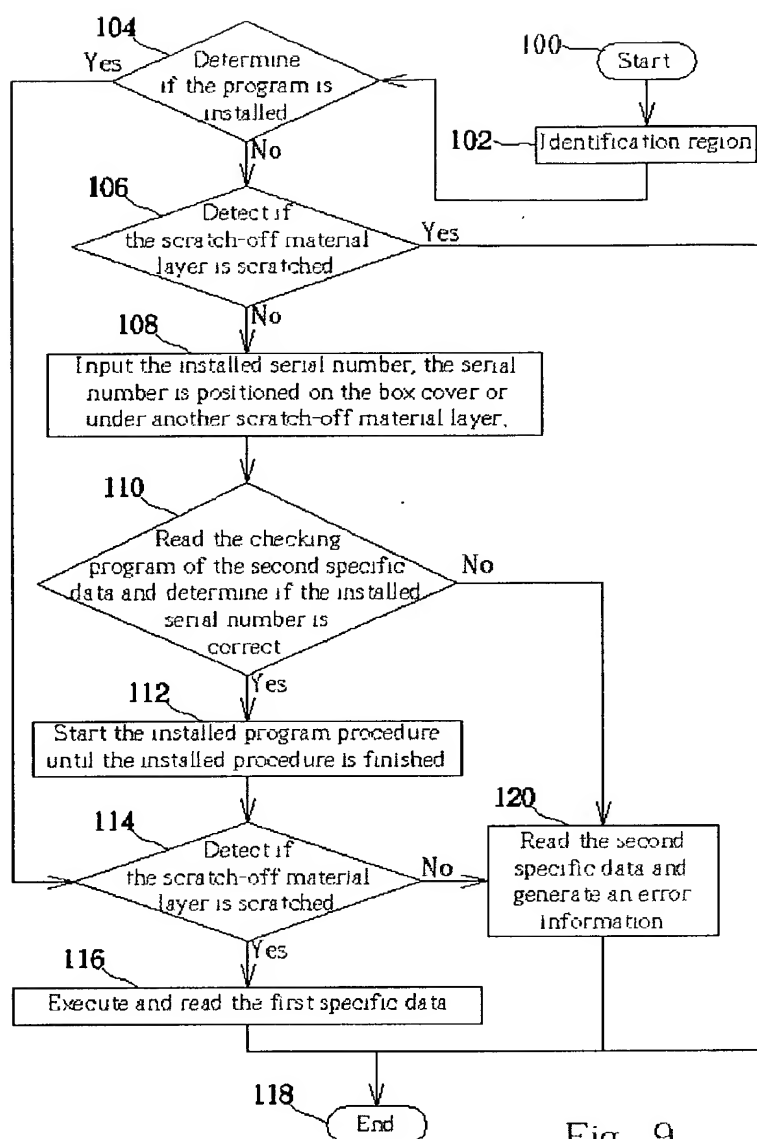 104
Determine
if the program is
installed
Yes
No
100
Start
102
Identification region
106
Detect if
the scratch-off material
layer is scratched
Yes
No
108
Input the installed serial number, the serial
number is positioned on the box cover or
under another scratch-off material layer.
110
Read the checking
program of the second specific
data and determine if the installed
serial number is
correct
No
Yes
112
Start the installed program procedure
until the installed procedure is finished
114
Detect if
the scratch-off material
layer is scratched
No
Yes
120
Read the second
specific data and
generate an error
information
116
Execute and read the first specific data
118
End
Fig. 9